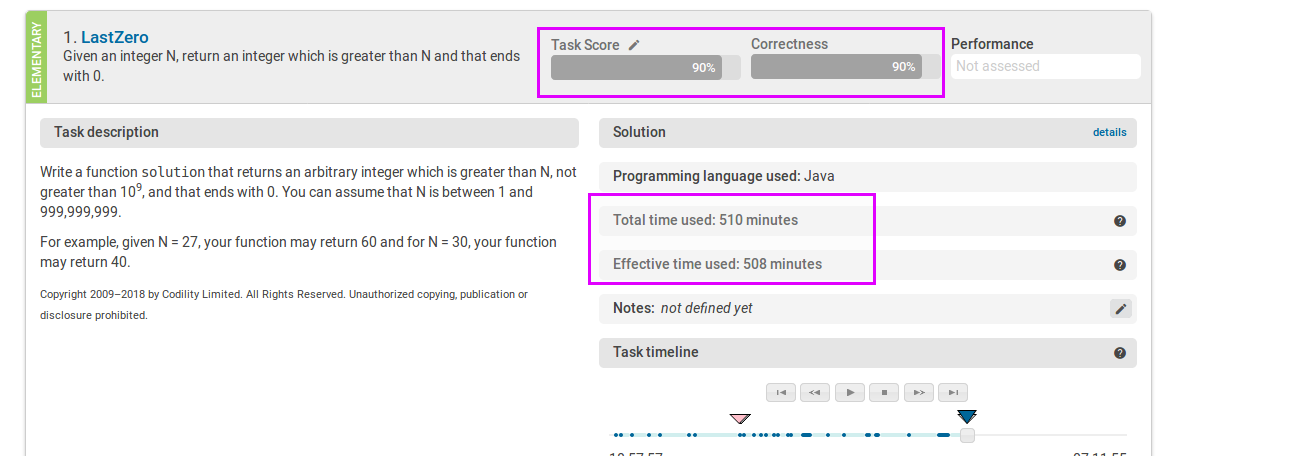 ELEMENTARY
1. LastZero
Given an integer N, return an integer which is greater than N and that ends
with 0.
Task Score
90%
Correctness
90%
Performance
Not assessed
Task description
Write a function solution that returns an arbitrary integer which is greater than N, not
greater than 10⁹, and that ends with 0. You can assume that N is between 1 and
999,999,999.
For example, given N = 27, your function may return 60 and for N = 30, your function
may return 40.
Copyright 2009–2018 by Codility Limited. All Rights Reserved. Unauthorized copying, publication or
disclosure prohibited.
Solution
details
Programming language used: Java
Total time used: 510 minutes
Effective time used: 508 minutes
Notes: not defined yet
Task timeline